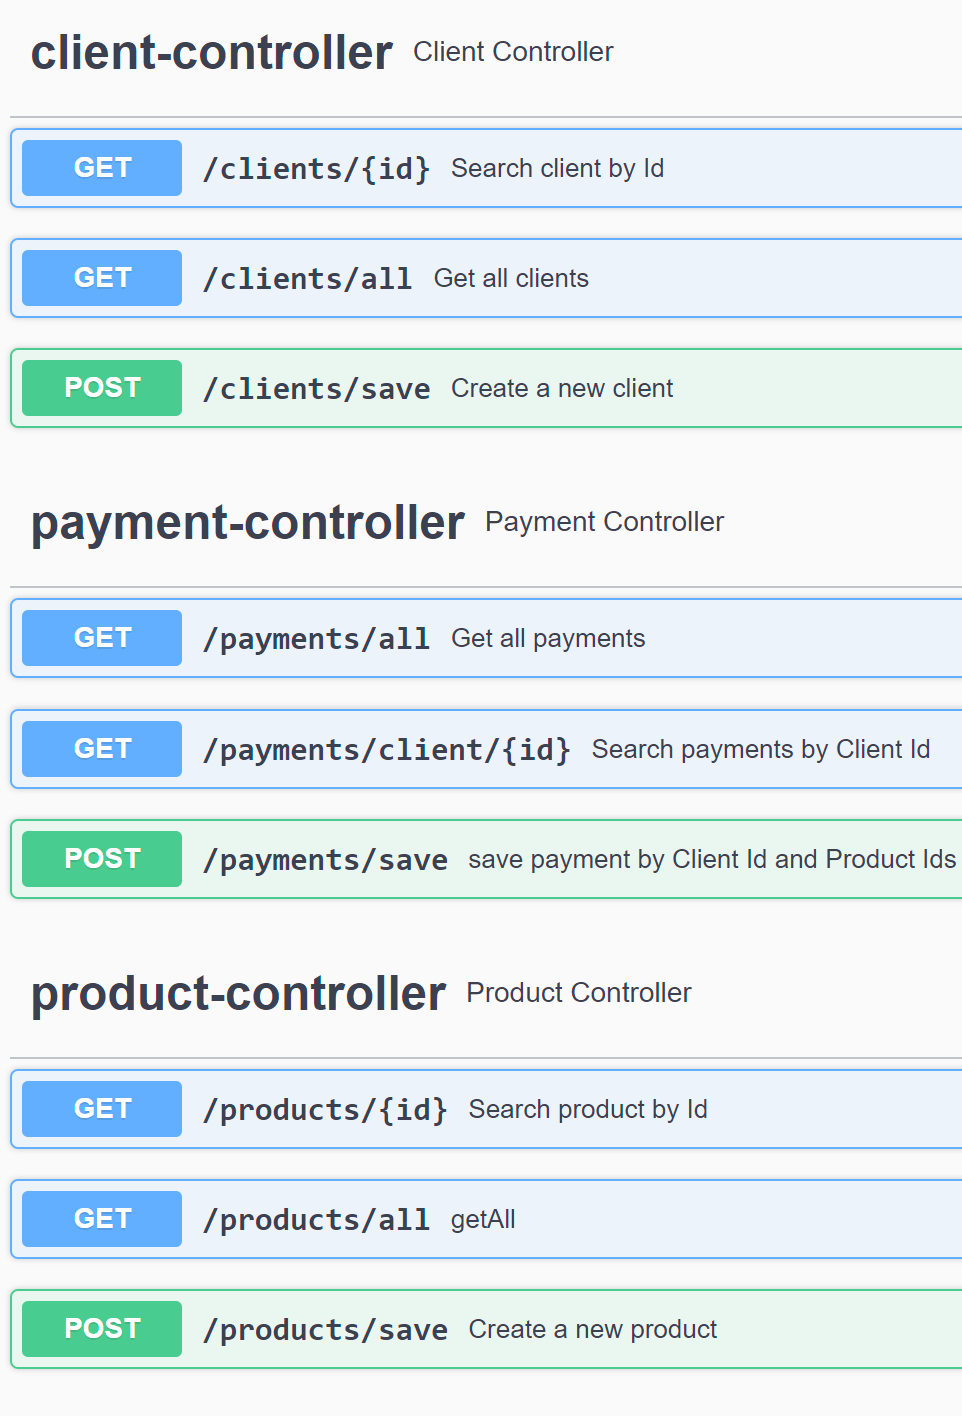 client-controller Client Controller
GET /clients/{id} Search client by Id
GET /clients/all Get all clients
POST /clients/save Create a new client
payment-controller Payment Controller
GET /payments/all Get all payments
GET /payments/client/{id} Search payments by Client Id
POST /payments/save save payment by Client Id and Product Ids
product-controller Product Controller
GET /products/{id} Search product by Id
GET /products/all getAll
POST /products/save Create a new product